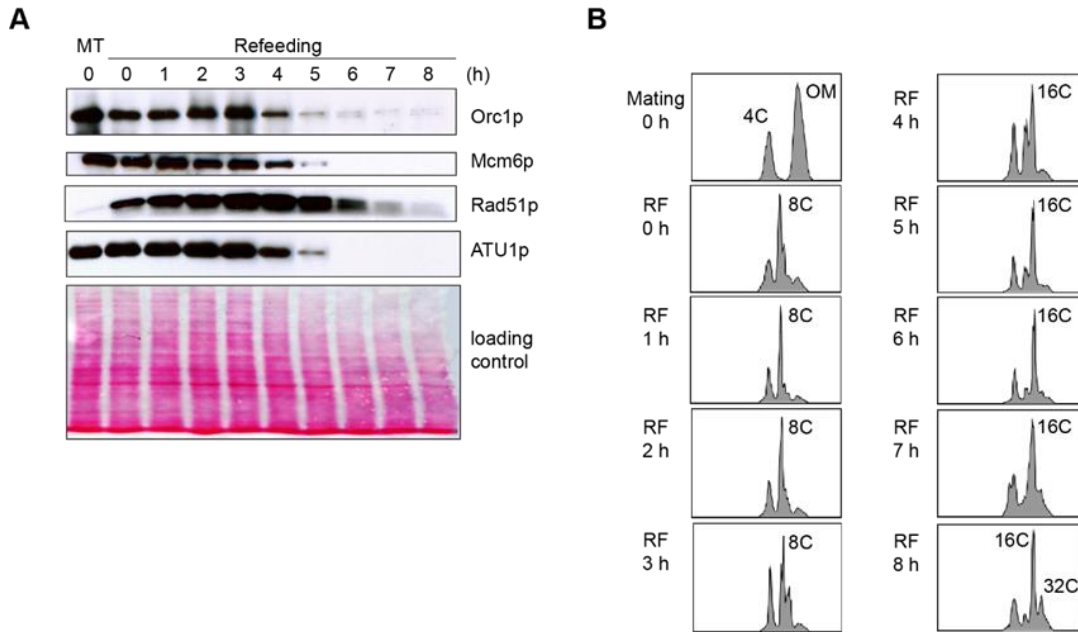 A
MT Refeeding
0 0 1 2 3 4 5 6 7 8 (h)
Orc1p
Mcm6p
Rad51p
ATU1p
loading
control
B
Mating
0 h
4C
OM
RF
0 h
8C
RF
1 h
8C
RF
2 h
8C
RF
3 h
8C
RF
4 h
16C
RF
5 h
16C
RF
6 h
16C
RF
7 h
16C
RF
8 h
16C
32C